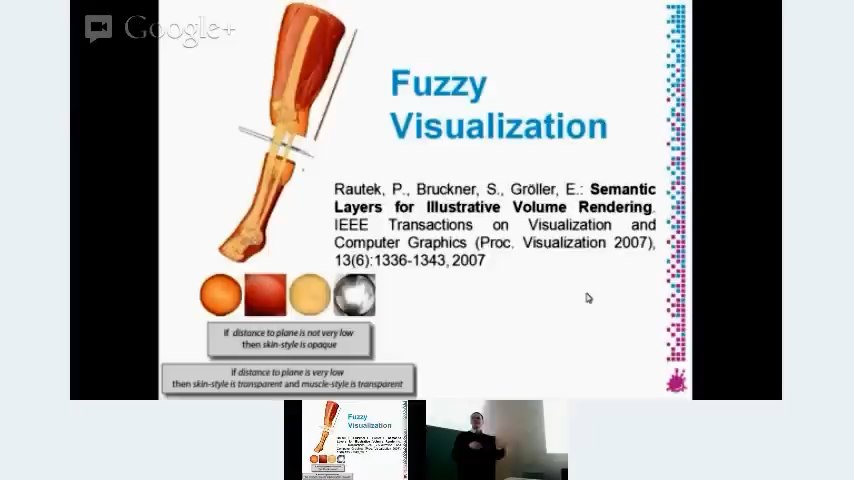 Google+
Fuzzy
Visualization
Rautek, P., Bruckner, S., Gröller, E.: Semantic
Layers for Illustrative Volume Rendering.
IEEE Transactions on Visualization and
Computer Graphics (Proc. Visualization 2007),
13(6):1336-1343, 2007
if distance to plane is not very low
then skin-style is opaque
if distance to plane is very low
then skin-style is transparent and muscle-style is transparent
Fuzzy
Visualization